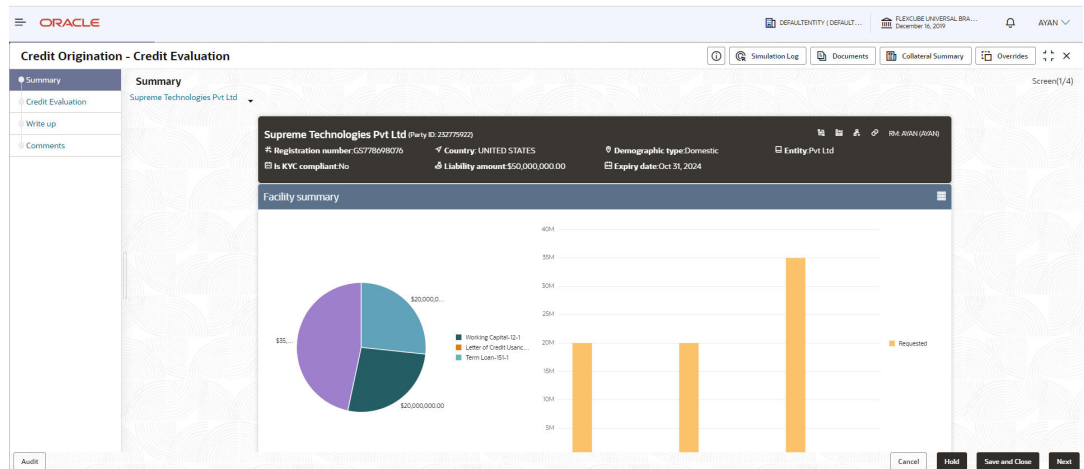 ORACLE
DEFAULTENTITY ( DEFAULT...
FLEXCUBE UNIVERSAL BRA...
December 16, 2019
AYAN
Credit Origination - Credit Evaluation
Simulation Log
Documents
Collateral Summary
Overrides
Summary
Credit Evaluation
Write up
Comments
Summary
Screen(1/4)
Supreme Technologies Pvt Ltd
Supreme Technologies Pvt Ltd (Party ID: 232775922)
RM: AYAN (AYAN)
Registration number:GS778698076 Country: UNITED STATES Demographic type:Domestic Entity:Pvt Ltd
Is KYC compliant:No Liability amount:$50,000,000.00 Expiry date:Oct 31, 2024
Facility summary
$20,000,0...
$35,...
$20,000,000.00
Working Capital-12-1
Letter of Credit Usanc...
Term Loan-151-1
40M
35M
30M
25M
20M
15M
10M
5M
Requested
Audit
Cancel
Hold
Save and Close
Next